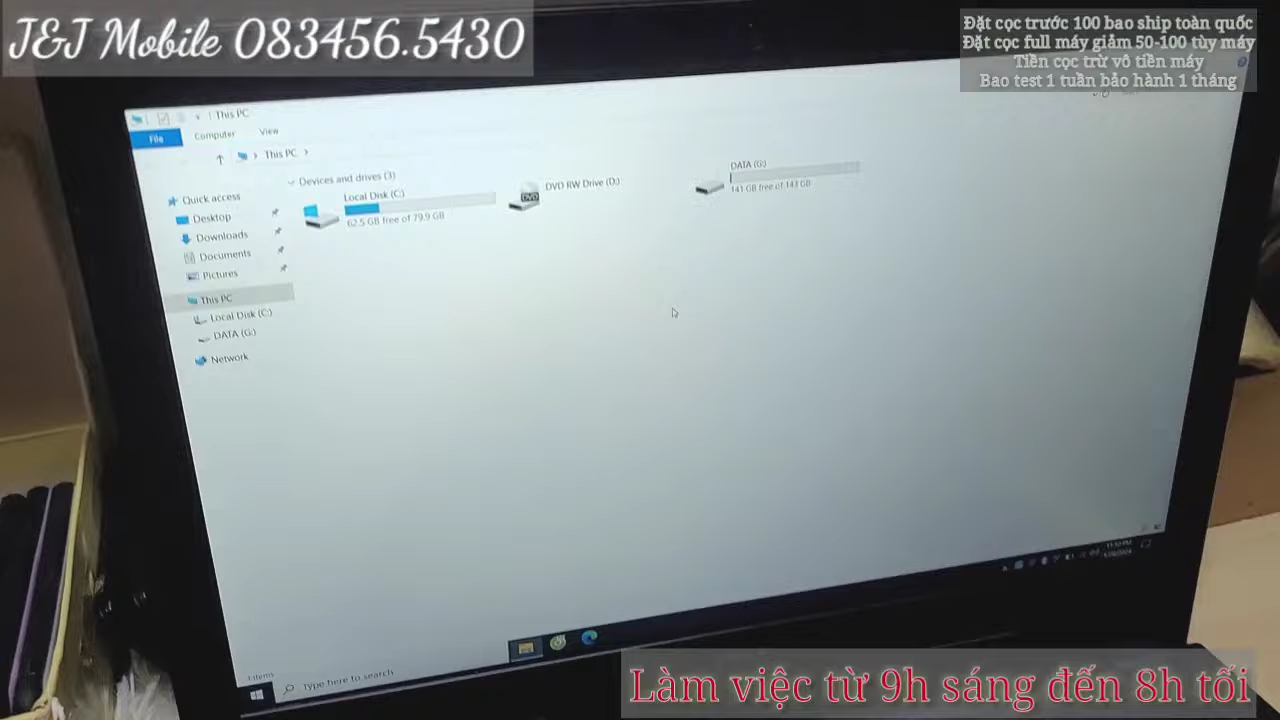 J&J Mobile 083456.5430
Đặt cọc trước 100 bao ship toàn quốc
Đặt cọc full máy giảm 50-100 tùy máy
Tiền cọc trừ vô tiền máy
Bao test 1 tuần bảo hành 1 tháng
This PC
File Computer View
This PC
Devices and drives (3)
Local Disk (C:)
62.5 GB free of 79.9 GB
DVD RW Drive (D:)
DVD
DATA (G:)
141 GB free of 143 GB
Quick access
Desktop
Downloads
Documents
Pictures
This PC
Local Disk (C:)
DATA (G:)
Network
3 items
Type here to search
Làm việc từ 9h sáng đến 8h tối